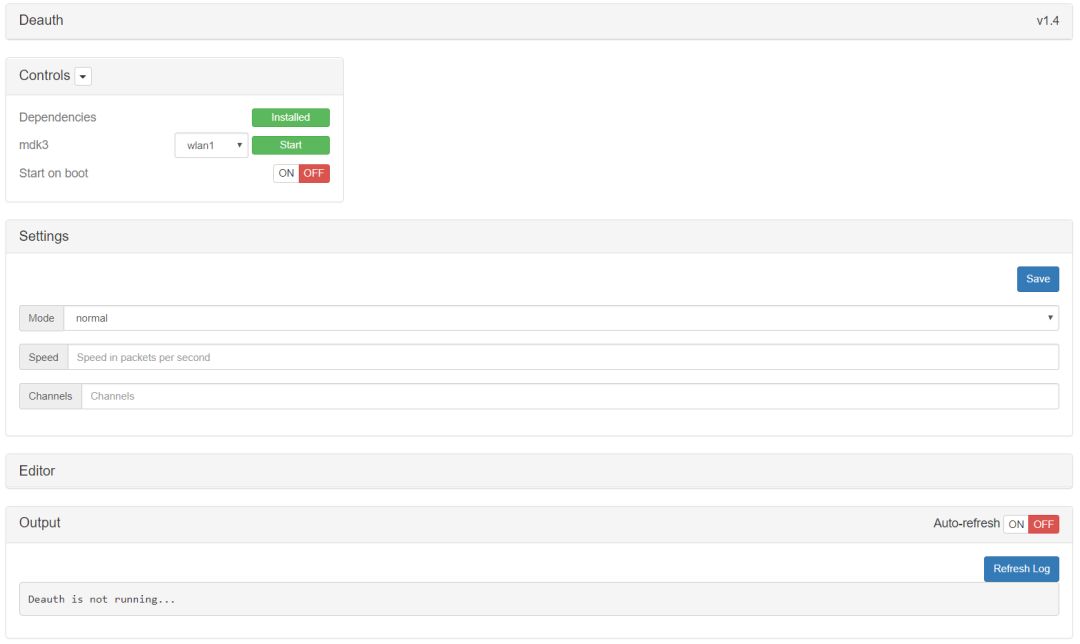 Deauth v1.4
Controls
Dependencies Installed
mdk3 wlan1 Start
Start on boot ON OFF
Settings
Save
Mode normal
Speed Speed in packets per second
Channels Channels
Editor
Output Auto-refresh ON OFF
Refresh Log
Deauth is not running...